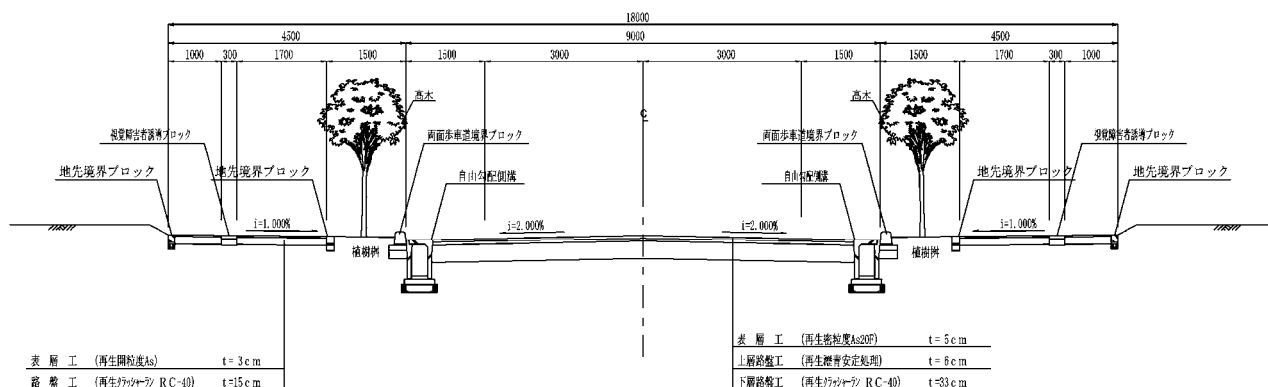 18000
4500 9000 4500
1000 300 1700 1500 1500 3000 3000 1500 1500 1700 300 1000
高木 高木
℄
視覚障害者誘導ブロック 両面歩車道境界ブロック 両面歩車道境界ブロック 視覚障害者誘導ブロック
地先境界ブロック 地先境界ブロック 自由勾配側溝 自由勾配側溝 地先境界ブロック 地先境界ブロック
i=1.000% i=2.000% i=2.000% i=1.000%
植樹桝 植樹桝
表 層 工 (再生密粒度As20F) t= 5cm
表 層 工 (再生開粒度As) t= 3cm
上層路盤工 (再生瀝青安定処理) t= 6cm
路 盤 工 (再生クラッシャーラン RC-40) t=15cm
下層路盤工 (再生クラッシャーラン RC-40) t=33cm